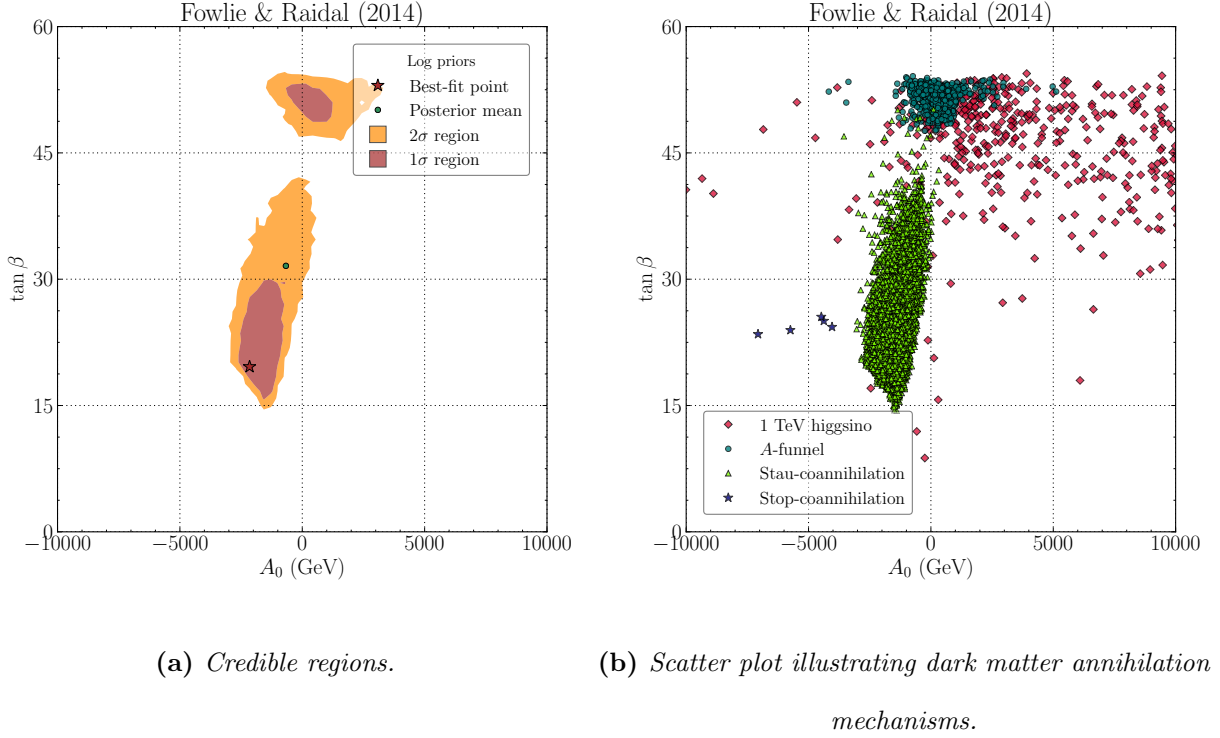 Fowlie & Raidal (2014)
60
45
30
15
0
tan β
−10000
−5000
0
5000
10000
A₀ (GeV)
Log priors
Best-fit point
Posterior mean
2σ region
1σ region
Fowlie & Raidal (2014)
60
45
30
15
0
tan β
−10000
−5000
0
5000
10000
A₀ (GeV)
1 TeV higgsino
A-funnel
Stau-coannihilation
Stop-coannihilation
(a) Credible regions.
(b) Scatter plot illustrating dark matter annihilation
mechanisms.